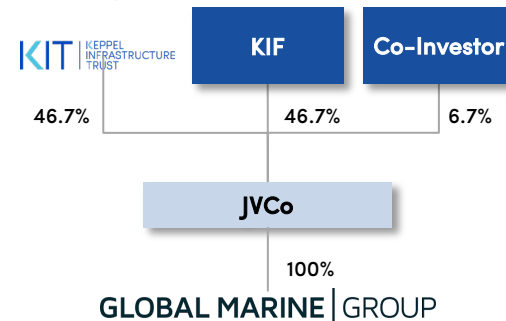 KIT KEPPEL INFRASTRUCTURE TRUST
KIF
Co-Investor
46.7%
46.7%
6.7%
JVCo
100%
GLOBAL MARINE GROUP